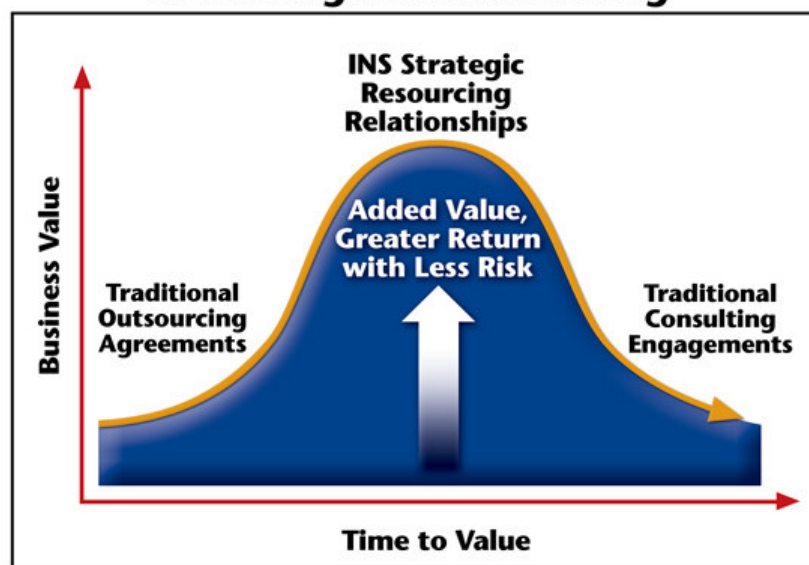 INS Strategic
Resourcing
Relationships
Added Value,
Greater Return
with Less Risk
Traditional
Outsourcing
Agreements
Traditional
Consulting
Engagements
Business Value
Time to Value